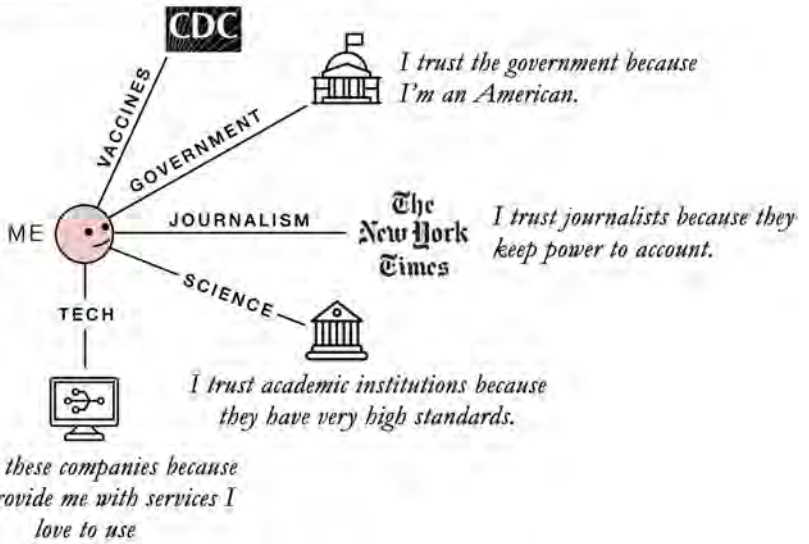 CDC
VACCINES
GOVERNMENT
I trust the government because
I'm an American.
ME
JOURNALISM
The
New York
Times
I trust journalists because they
keep power to account.
SCIENCE
TECH
I trust academic institutions because
they have very high standards.
these companies because
rovide me with services I
love to use